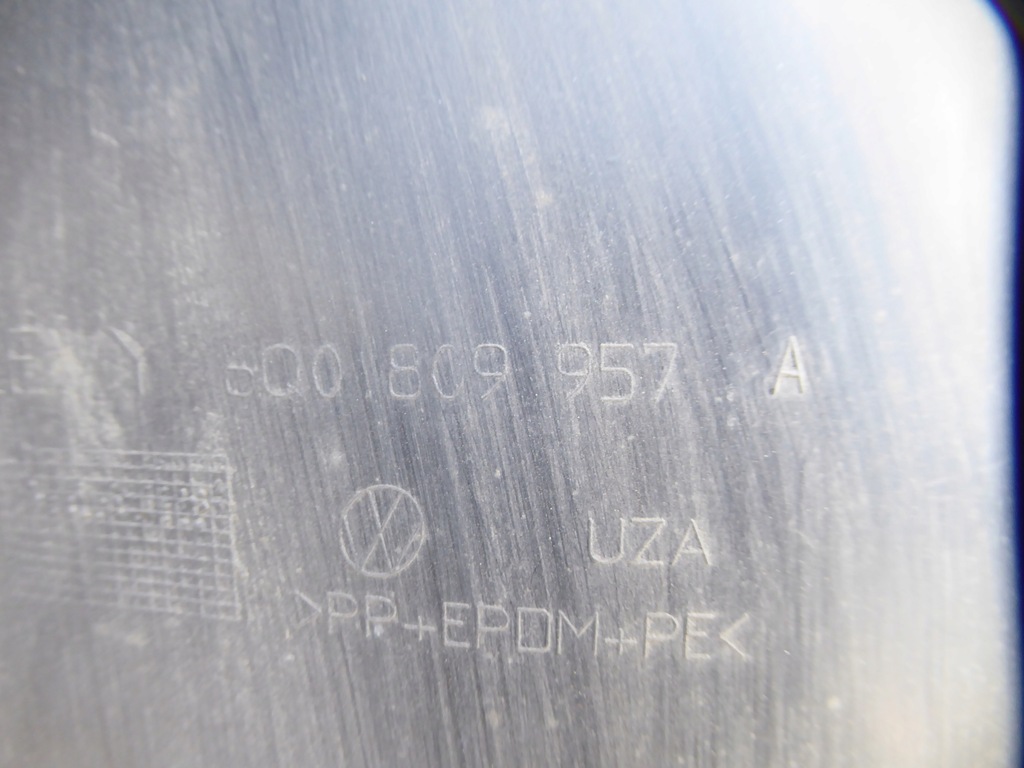 6Q0 809 957 A
UZA
>PP+EPDM+PE<